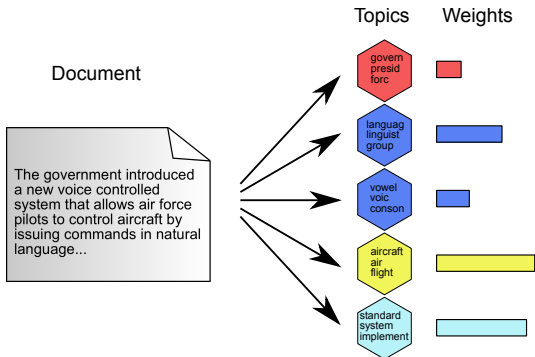 Topics
Weights
Document
The government introduced
a new voice controlled
system that allows air force
pilots to control aircraft by
issuing commands in natural
language...
govern
presid
forc
languag
linguist
group
vowel
voic
conson
aircraft
air
flight
standard
system
implement